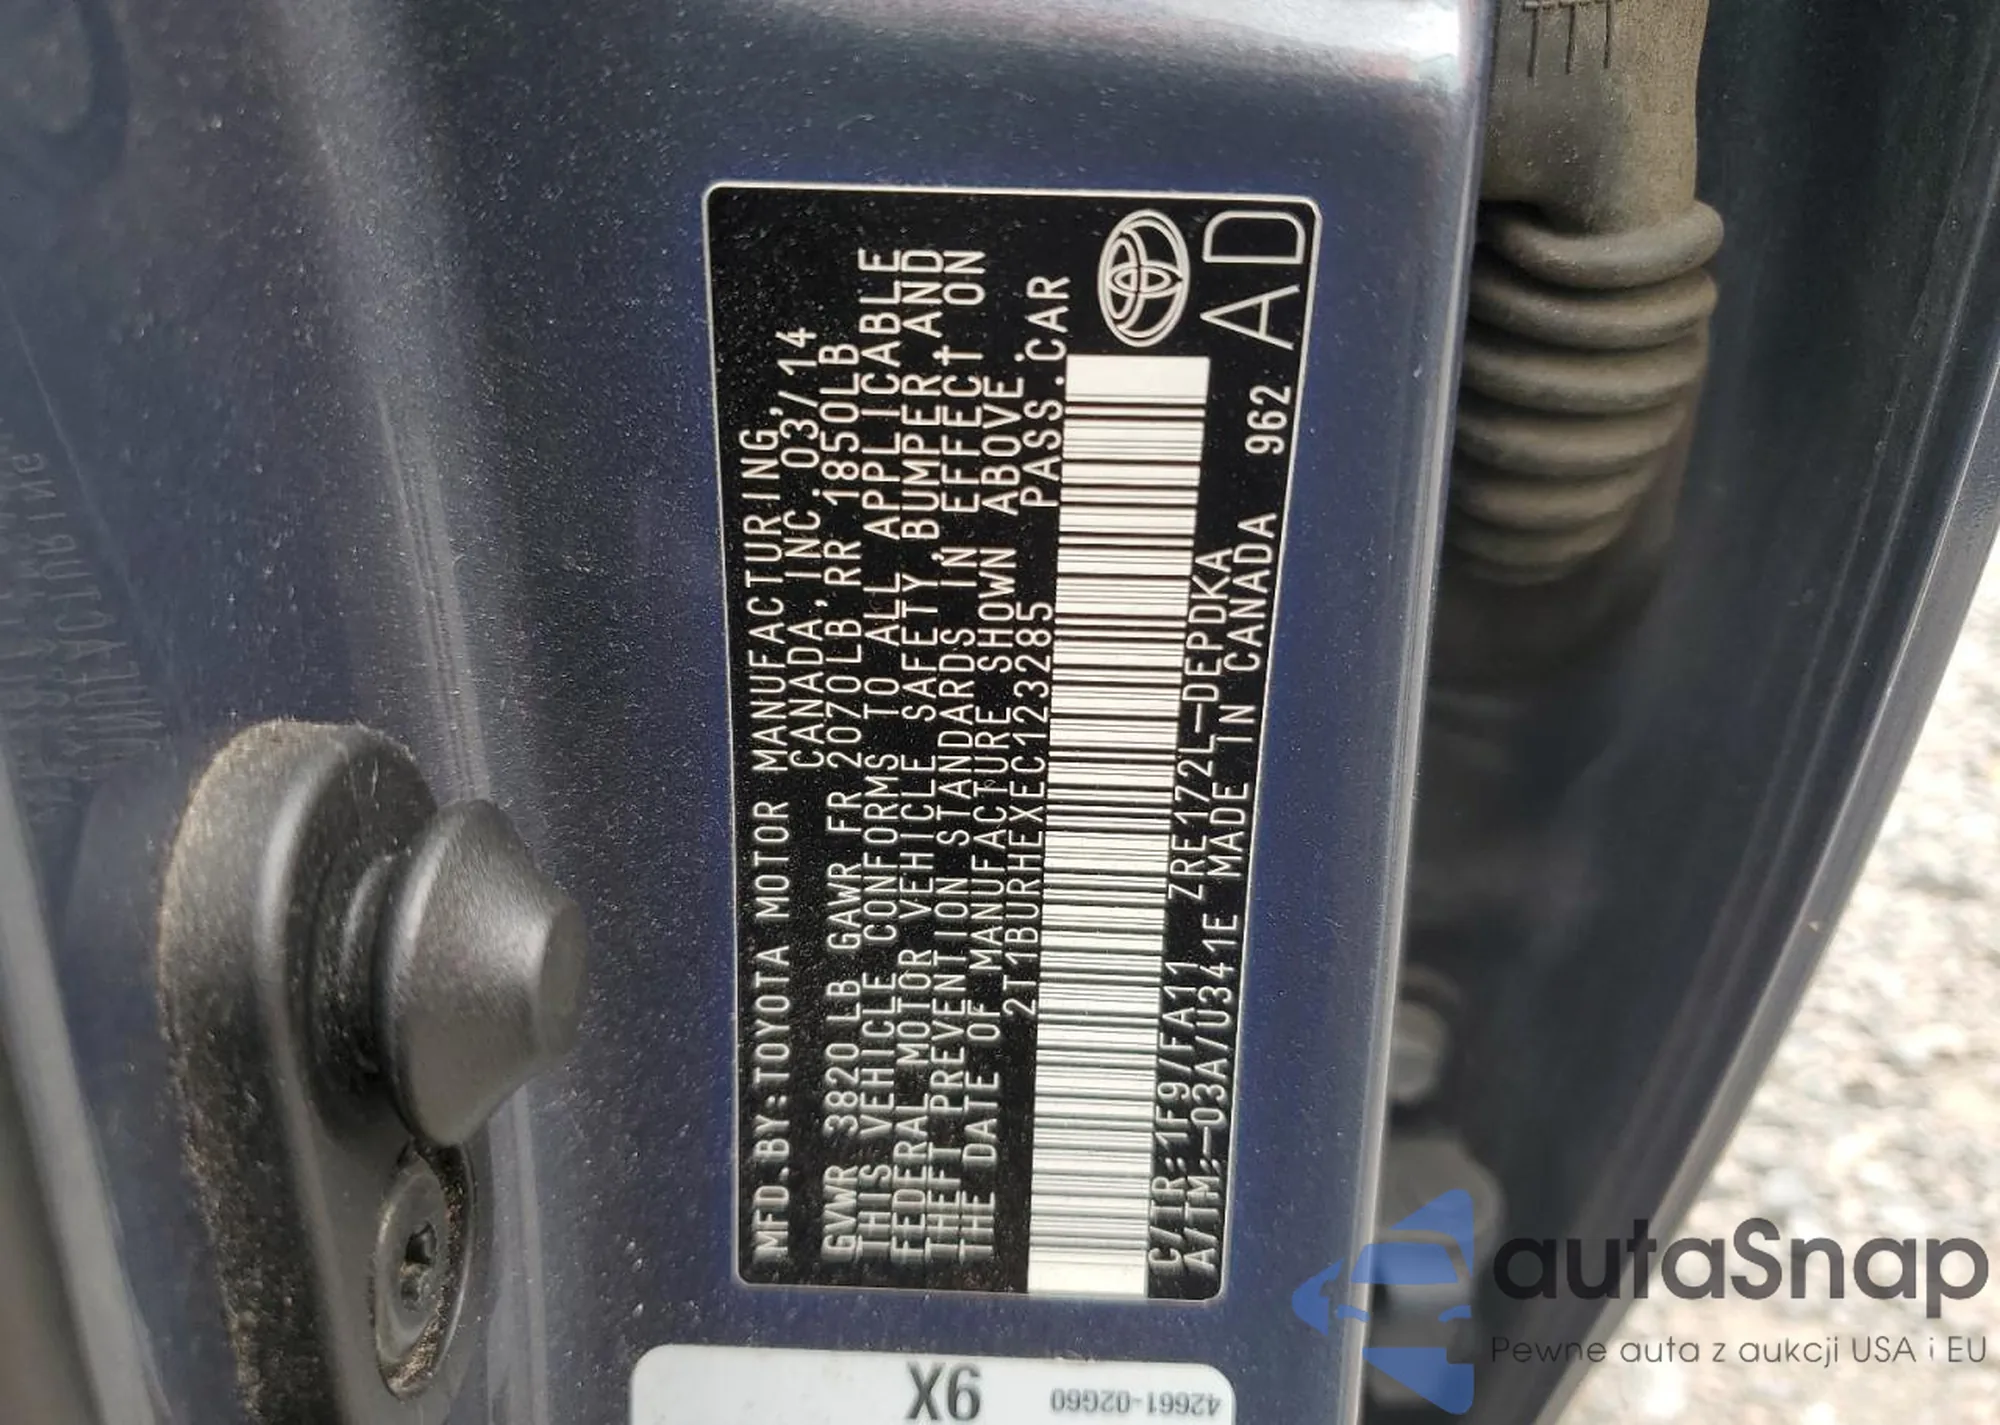 MFD.BY:TOYOTA MOTOR MANUFACTURING,
CANADA,INC.03/14
GVWR 3820 LB GAWR FR 2070LB,RR 1850LB
THIS VEHICLE CONFORMS TO ALL APPLICABLE
FEDERAL MOTOR VEHICLE SAFETY,BUMPER,AND
THEFT PREVENTION STANDARDS IN EFFECT ON
THE DATE OF MANUFACTURE SHOWN ABOVE.
2T1BURHEXEC123285 PASS.CAR
C/TR:1F9/FA11 ZRE172L-DEPDKA
A/TM:-03A/U341E MADE IN CANADA 962
AD
9X
42661-02G60
autaSnap
Pewne auta z aukcji USA i EU